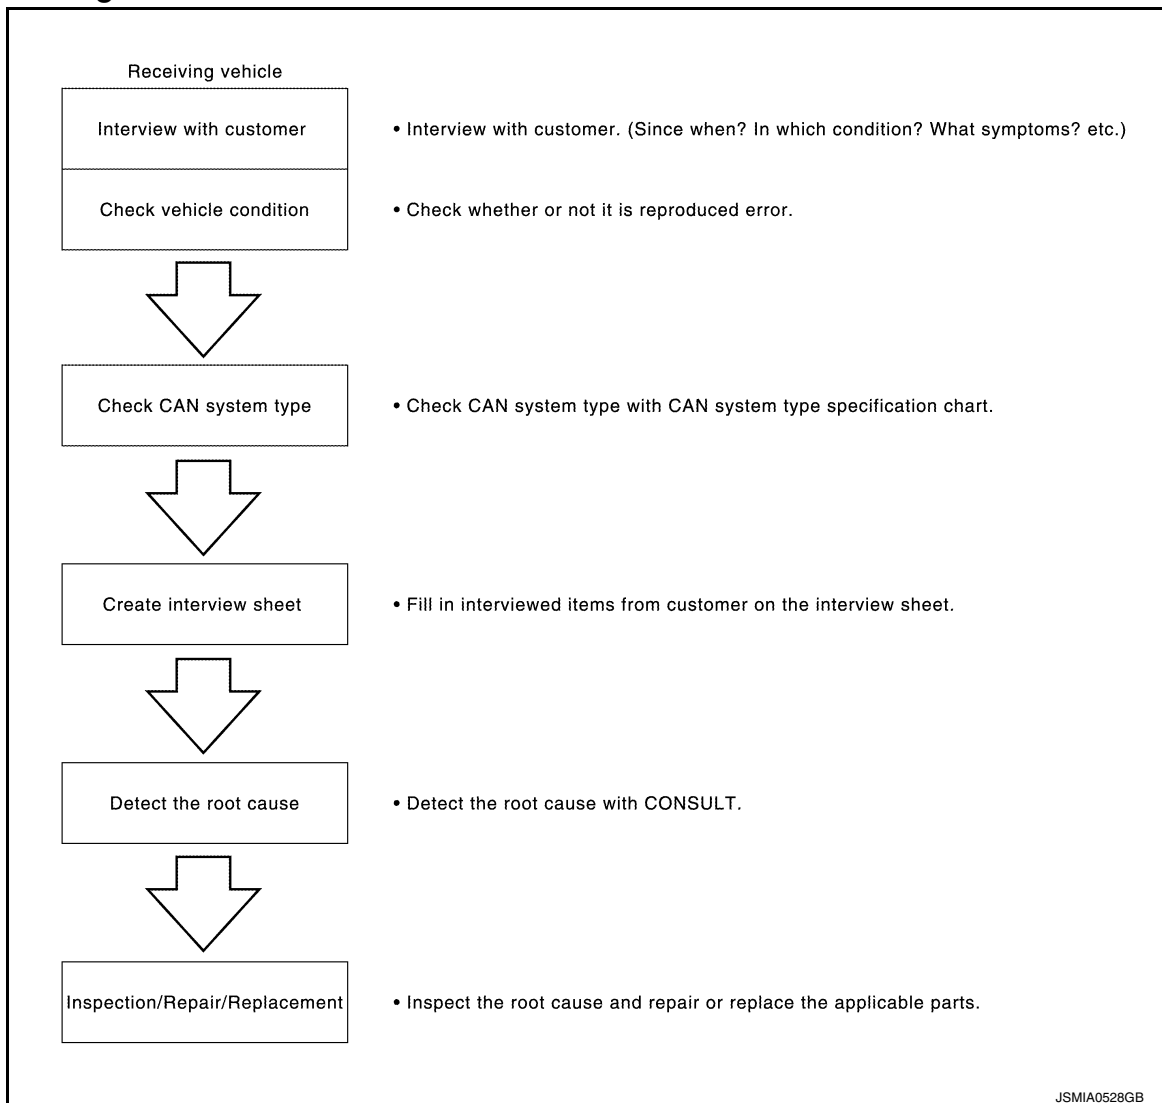 Receiving vehicle
Interview with customer
• Interview with customer. (Since when? In which condition? What symptoms? etc.)
Check vehicle condition
• Check whether or not it is reproduced error.
Check CAN system type
• Check CAN system type with CAN system type specification chart.
Create interview sheet
• Fill in interviewed items from customer on the interview sheet.
Detect the root cause
• Detect the root cause with CONSULT.
Inspection/Repair/Replacement
• Inspect the root cause and repair or replace the applicable parts.
JSMIA0528GB